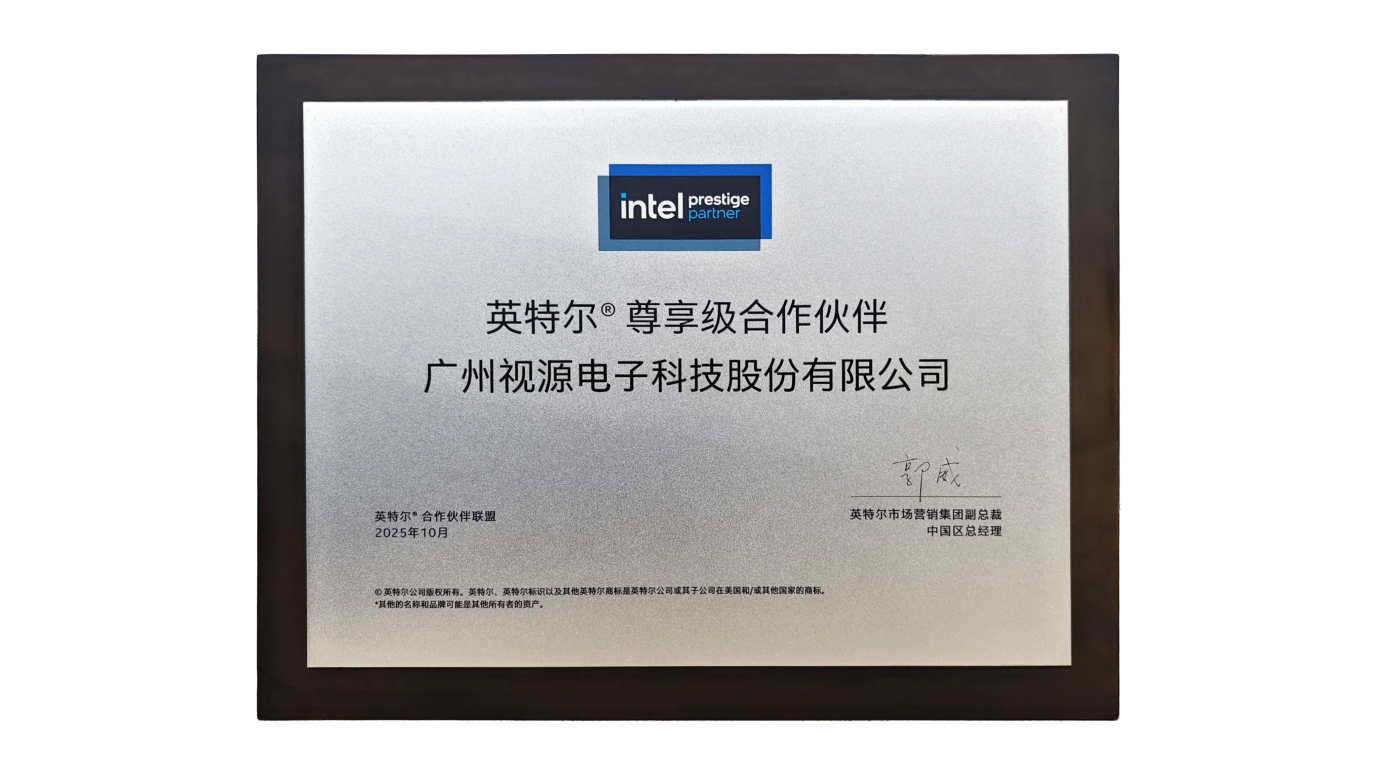 intel prestige
partner
英特尔® 尊享级合作伙伴
广州视源电子科技股份有限公司
郭威
英特尔® 合作伙伴联盟
2025年10月
英特尔市场营销集团副总裁
中国区总经理
© 英特尔公司版权所有。英特尔、英特尔标识以及其他英特尔商标是英特尔公司或其子公司在美国和/或其他国家的商标。
*其他的名称和品牌可能是其他所有者的资产。